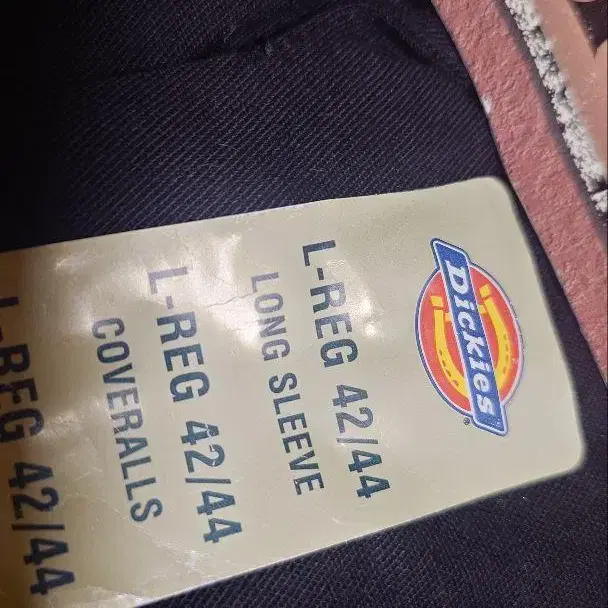 Dickies
®
L-REG 42/44
LONG SLEEVE
L-REG 42/44
COVERALLS
L-REG 42/44